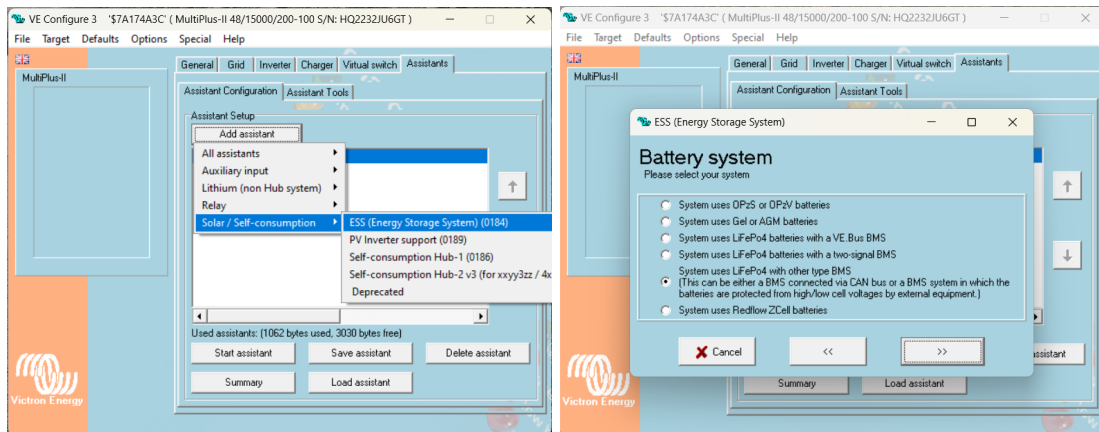 VE Configure 3 '$7A174A3C' ( MultiPlus-II 48/15000/200-100 S/N: HQ2232JU6GT )
File Target Defaults Options Special Help
MultiPlus-II
General Grid Inverter Charger Virtual switch Assistants
Assistant Configuration Assistant Tools
Assistant Setup
Add assistant
All assistants
Auxiliary input
Lithium (non Hub system)
Relay
Solar / Self-consumption
ESS (Energy Storage System) (0184)
PV Inverter support (0189)
Self-consumption Hub-1 (0186)
Self-consumption Hub-2 v3 (for xxyy3zz / 4x
Deprecated
Used assistants: (1062 bytes used, 3030 bytes free)
Start assistant Save assistant Delete assistant
Summary Load assistant
Victron Energy
VE Configure 3 '$7A174A3C' ( MultiPlus-II 48/15000/200-100 S/N: HQ2232JU6GT )
File Target Defaults Options Special Help
MultiPlus-II
General Grid Inverter Charger Virtual switch Assistants
Assistant Configuration Assistant Tools
ESS (Energy Storage System)
Battery system
Please select your system
System uses OPzS or OPzV batteries
System uses Gel or AGM batteries
System uses LiFePo4 batteries with a VE.Bus BMS
System uses LiFePo4 batteries with a two-signal BMS
System uses LiFePo4 with other type BMS
(This can be either a BMS connected via CAN bus or a BMS system in which the
batteries are protected from high/low cell voltages by external equipment.)
System uses Redflow ZCell batteries
Cancel << >>
ssistant
Summary Load assistant
Victron Energy